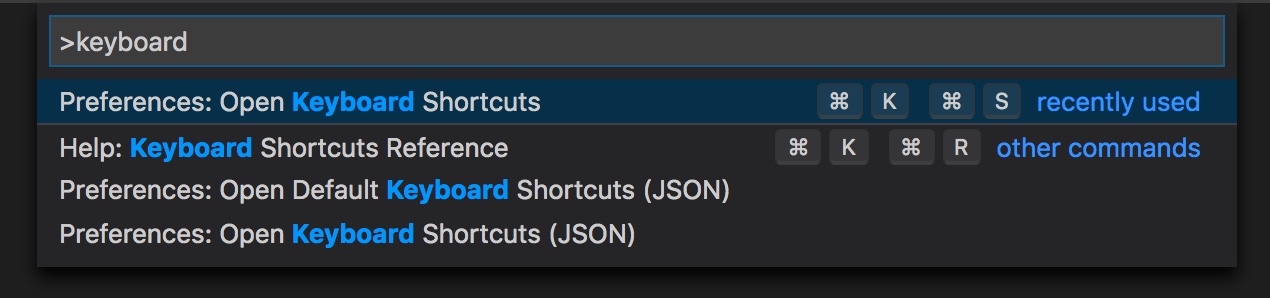 >keyboard
Preferences: Open Keyboard Shortcuts ⌘ K ⌘ S recently used
Help: Keyboard Shortcuts Reference ⌘ K ⌘ R other commands
Preferences: Open Default Keyboard Shortcuts (JSON)
Preferences: Open Keyboard Shortcuts (JSON)